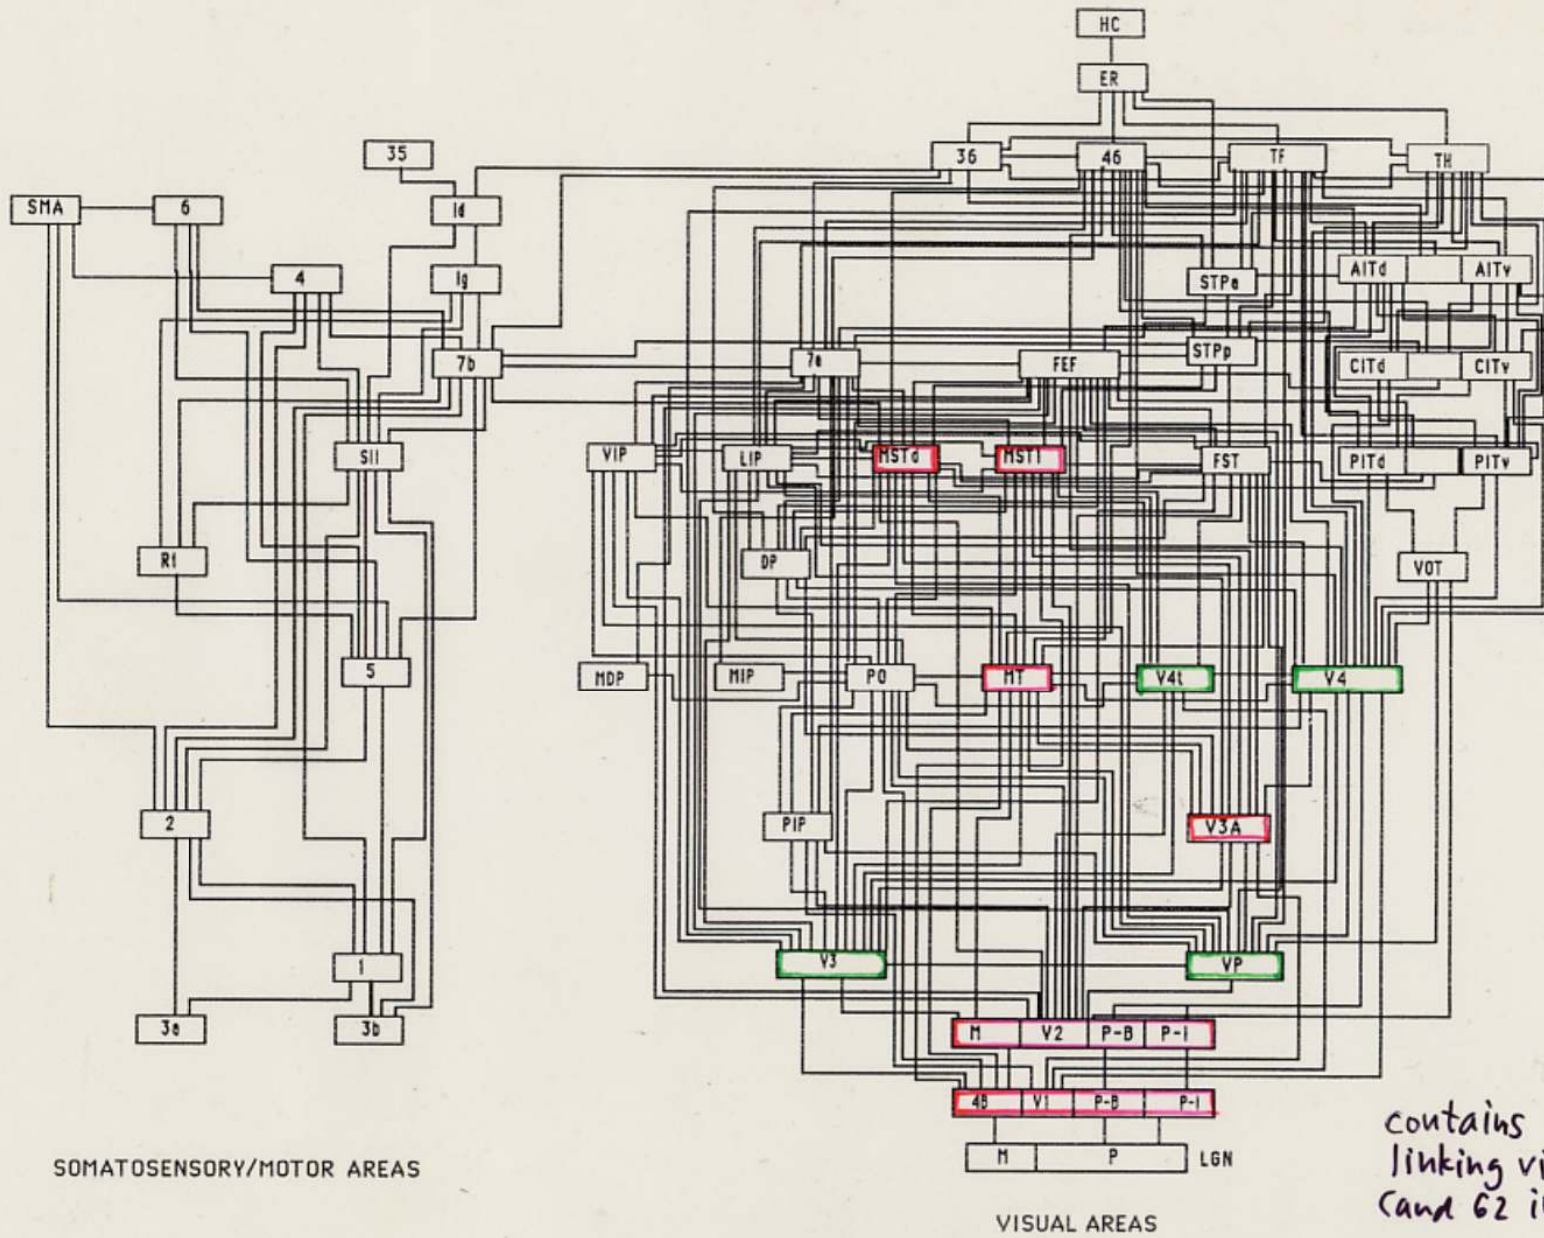 HC
ER
35
36
46
TF
TH
SMA
6
Id
4
Ig
STPa
AITd
AITv
7b
7a
FEF
STPp
CITd
CITv
SII
VIP
LIP
MSTd
MSTl
FST
PITd
PITv
RI
DP
VOT
5
MDP
MIP
PO
MT
V4t
V4
2
PIP
V3A
1
V3
VP
3a
3b
M
V2
P-B
P-I
4B
V1
P-B
P-I
M
P
LGN
SOMATOSENSORY/MOTOR AREAS
VISUAL AREAS
contains
linking
(and 62